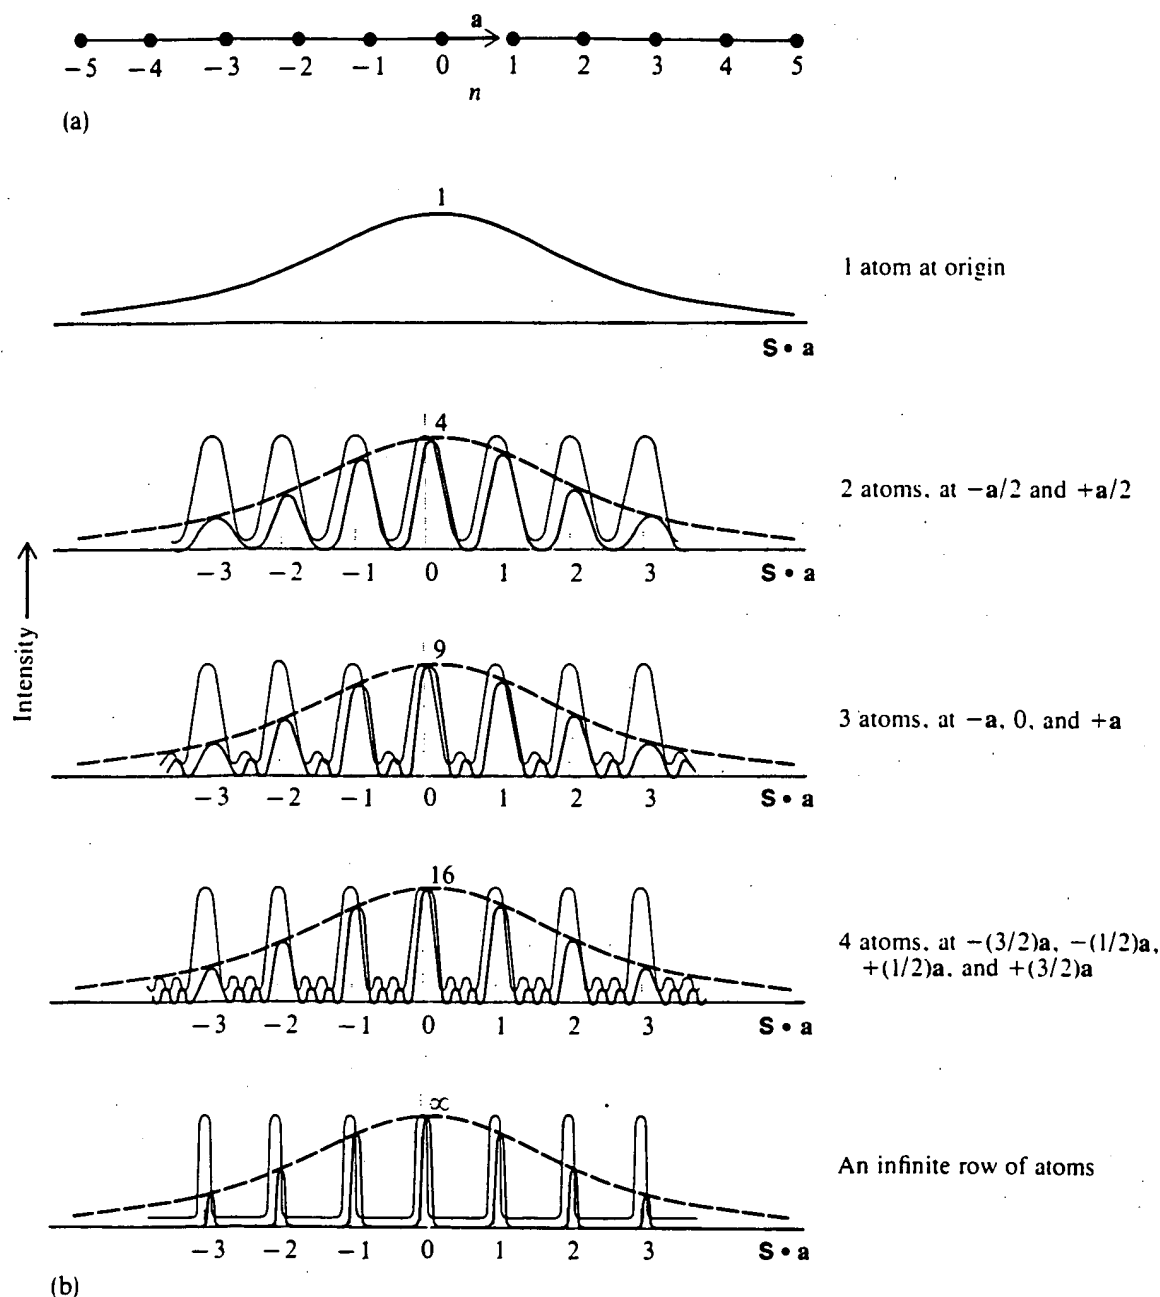 a
−5 −4 −3 −2 −1 0 1 2 3 4 5
n
(a)
1
1 atom at origin
S • a
4
2 atoms, at −a/2 and +a/2
−3 −2 −1 0 1 2 3 S • a
Intensity
9
3 atoms, at −a, 0, and +a
−3 −2 −1 0 1 2 3 S • a
16
4 atoms, at −(3/2)a, −(1/2)a,
+(1/2)a, and +(3/2)a
−3 −2 −1 0 1 2 3 S • a
∞
An infinite row of atoms
−3 −2 −1 0 1 2 3 S • a
(b)